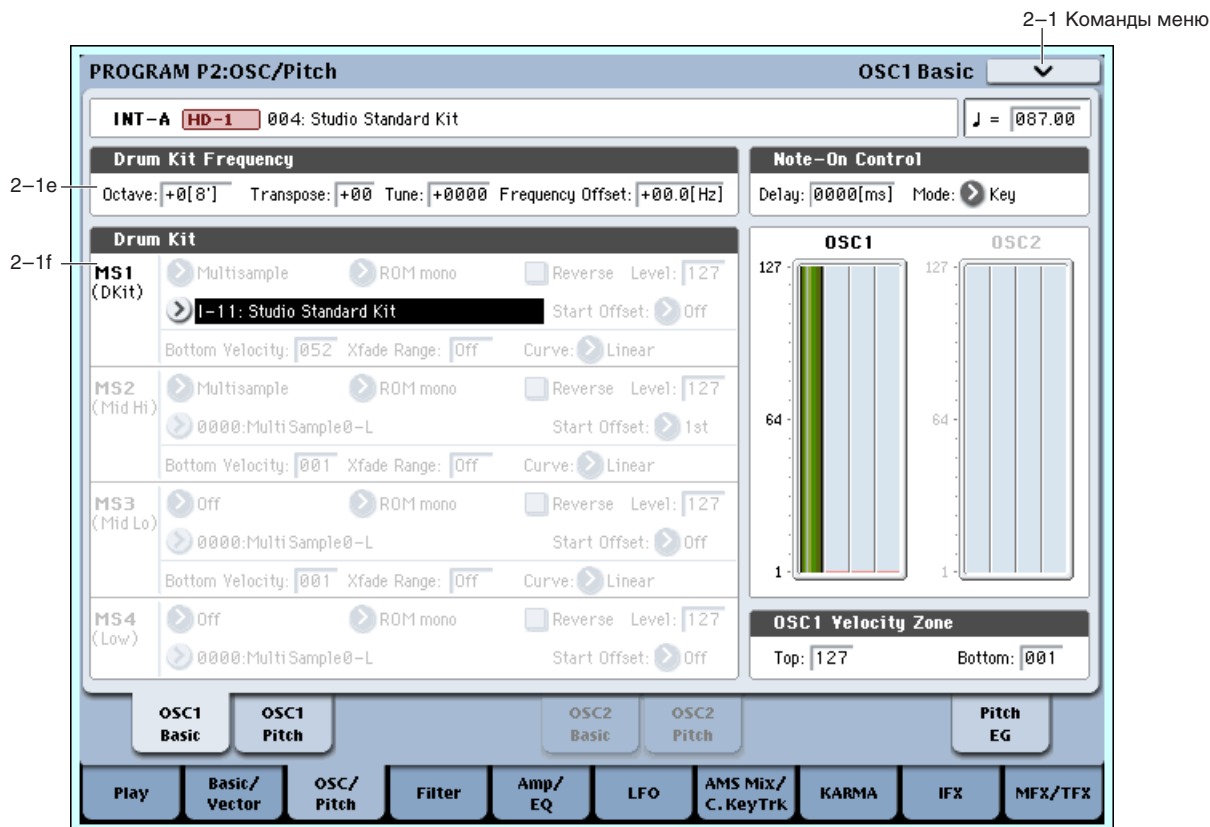 2–1 Команды меню
PROGRAM P2:OSC/Pitch OSC1 Basic
INT-A HD-1 004: Studio Standard Kit ♩ = 087.00
Drum Kit Frequency Note-On Control
2–1e
Octave: +0[8'] Transpose: +00 Tune: +0000 Frequency Offset: +00.0[Hz] Delay: 0000[ms] Mode: Key
Drum Kit OSC1 OSC2
2–1f
MS1 Multisample ROM mono Reverse Level: 127 127 127
(DKit)
I-11: Studio Standard Kit Start Offset: Off
Bottom Velocity: 052 Xfade Range: Off Curve: Linear
MS2 Multisample ROM mono Reverse Level: 127
(Mid Hi)
0000:MultiSample0-L Start Offset: 1st 64 64
Bottom Velocity: 001 Xfade Range: Off Curve: Linear
MS3 Off ROM mono Reverse Level: 127
(Mid Lo)
0000:MultiSample0-L Start Offset: Off
Bottom Velocity: 001 Xfade Range: Off Curve: Linear 1 1
MS4 Off ROM mono Reverse Level: 127 OSC1 Velocity Zone
(Low)
0000:MultiSample0-L Start Offset: Off Top: 127 Bottom: 001
OSC1 Basic OSC1 Pitch OSC2 Basic OSC2 Pitch Pitch EG
Play Basic/Vector OSC/Pitch Filter Amp/EQ LFO AMS Mix/C.KeyTrk KARMA IFX MFX/TFX